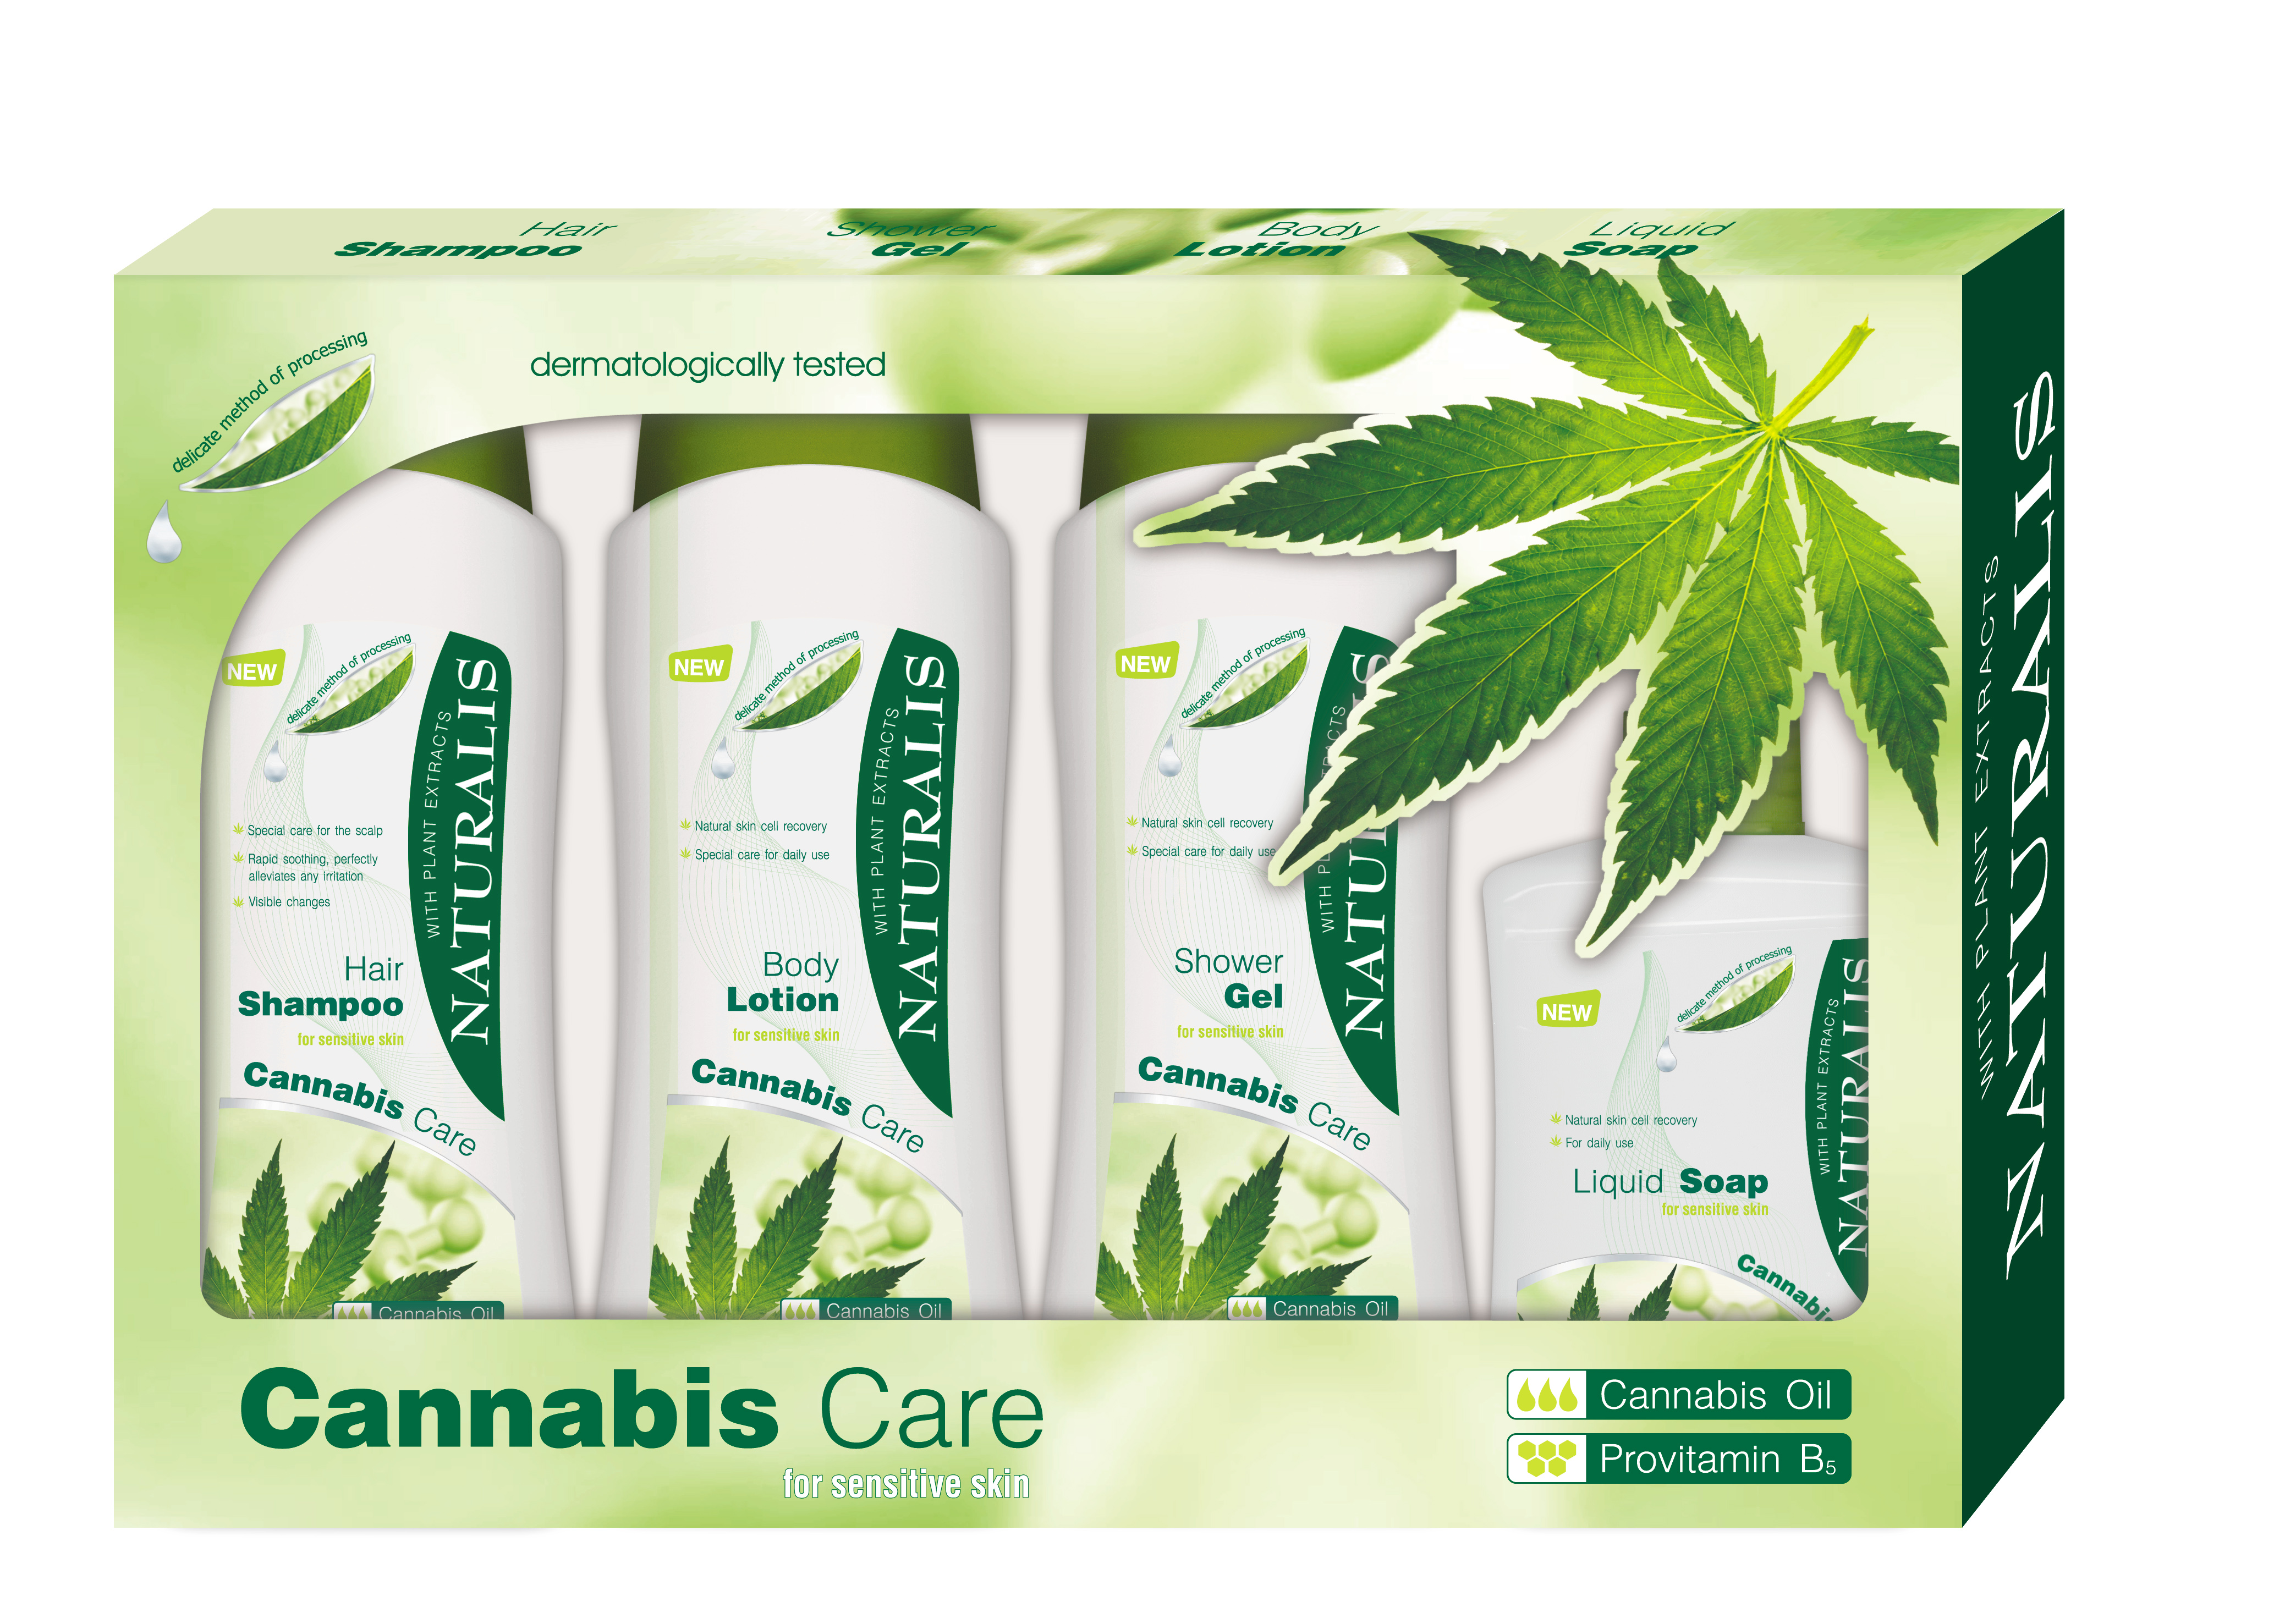 Hair
Shampoo
Shower
Gel
Body
Lotion
Liquid
Soap
delicate method of processing
dermatologically tested
WITH PLANT EXTRACTS
NATURALIS
NEW
delicate method of processing
WITH PLANT EXTRACTS
NATURALIS
Special care for the scalp
Rapid soothing, perfectly
alleviates any irritation
Visible changes
Hair
Shampoo
for sensitive skin
Cannabis Care
Cannabis Oil
NEW
delicate method of processing
WITH PLANT EXTRACTS
NATURALIS
Natural skin cell recovery
Special care for daily use
Body
Lotion
for sensitive skin
Cannabis Care
Cannabis Oil
NEW
delicate method of processing
WITH PLANT EXTRACTS
NATURALIS
Natural skin cell recovery
Special care for daily use
Shower
Gel
for sensitive skin
Cannabis Care
Cannabis Oil
NEW
delicate method of processing
WITH PLANT EXTRACTS
NATURALIS
Natural skin cell recovery
For daily use
Liquid Soap
for sensitive skin
Cannabis
Cannabis Care
for sensitive skin
Cannabis Oil
Provitamin B5